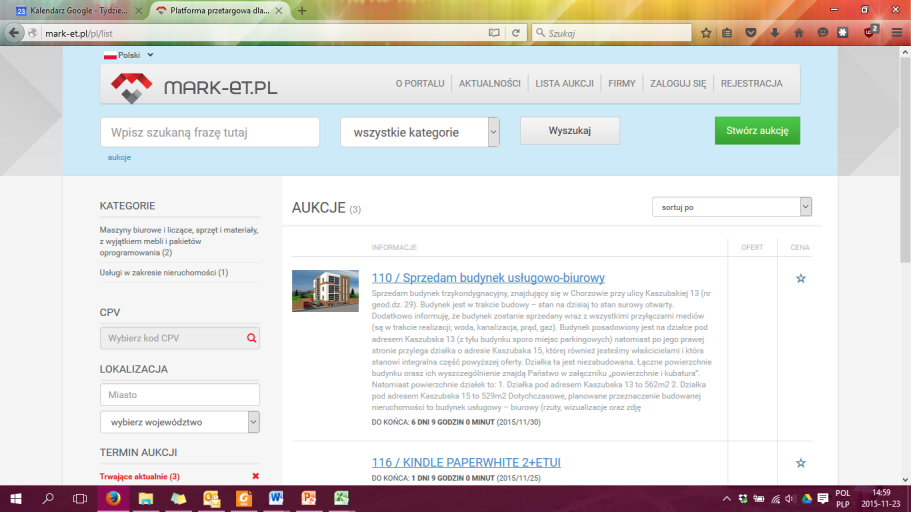 Kalendarz Google - Tydzie...
Platforma przetargowa dla...
mark-et.pl/pl/list
Szukaj
2
Polski
MARK-ET.PL
O PORTALU
AKTUALNOŚCI
LISTA AUKCJI
FIRMY
ZALOGUJ SIĘ
REJESTRACJA
Wpisz szukaną frazę tutaj
wszystkie kategorie
Wyszukaj
Stwórz aukcję
aukcje
KATEGORIE
Maszyny biurowe i liczące, sprzęt i materiały,
z wyjątkiem mebli i pakietów
oprogramowania (2)
Usługi w zakresie nieruchomości (1)
CPV
Wybierz kod CPV
LOKALIZACJA
Miasto
wybierz województwo
TERMIN AUKCJI
Trwające aktualnie (3)
AUKCJE (3)
sortuj po
INFORMACJE
OFERT
CENA
110 / Sprzedam budynek usługowo-biurowy
Sprzedam budynek trzykondygnacyjny, znajdujący się w Chorzowie przy ulicy Kaszubskiej 13 (nr
geod.dz. 29). Budynek jest w trakcie budowy – stan na dzisiaj to stan surowy otwarty.
Dodatkowo informuję, że budynek zostanie sprzedany wraz z wszystkimi przyłączami mediów
(są w trakcie realizacji; woda, kanalizacja, prąd, gaz). Budynek posadowiony jest na działce pod
adresem Kaszubska 13 (z tyłu budynku sporo miejsc parkingowych) natomiast po jego prawej
stronie przylega działka o adresie Kaszubska 15, której również jesteśmy właścicielami i która
stanowi integralna część powyższej oferty. Działka ta jest niezabudowana. Łączne powierzchnie
budynku orasz ich wyszczególnienie znajdą Państwo w załączniku „powierzchnie i kubatura".
Natomiast powierzchnie działek to: 1. Działka pod adresem Kaszubska 13 to 562m2 2. Działka
pod adresem Kaszubska 15 to 529m2 Dotychczasowe, planowane przeznaczenie budowanej
nieruchomości to budynek usługowy – biurowy (rzuty, wizualizacje oraz zdję
DO KOŃCA: 6 DNI 9 GODZIN 0 MINUT (2015/11/30)
116 / KINDLE PAPERWHITE 2+ETUI
DO KOŃCA: 1 DNI 9 GODZIN 0 MINUT (2015/11/25)
POL
PLP
14:59
2015-11-23